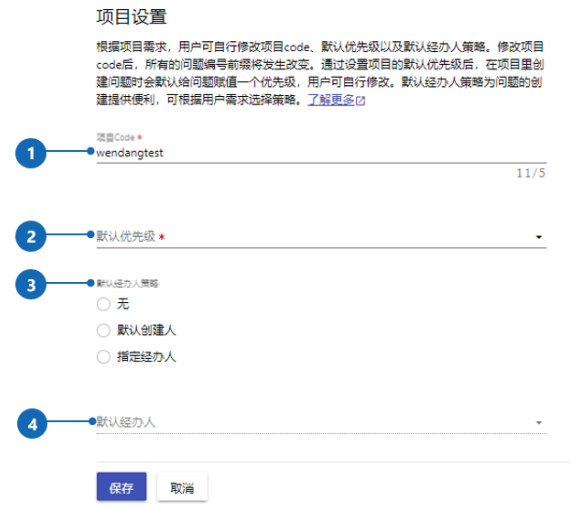 项目设置
根据项目需求，用户可自行修改项目code、默认优先级以及默认经办人策略。修改项目
code后，所有的问题编号前缀将发生改变。通过设置项目的默认优先级后，在项目里创
建问题时会默认给问题赋值一个优先级，用户可自行修改。默认经办人策略为问题的创
建提供便利，可根据用户需求选择策略。了解更多
项目Code *
1
wendangtest
11/5
2
默认优先级 *
3
默认经办人策略
无
默认创建人
指定经办人
4
默认经办人
保存 取消